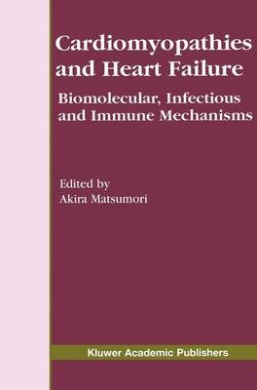 Cardiomyopathies
and Heart Failure
Biomolecular, Infectious
and Immune Mechanisms
Edited by
Akira Matsumori
Kluwer Academic Publishers